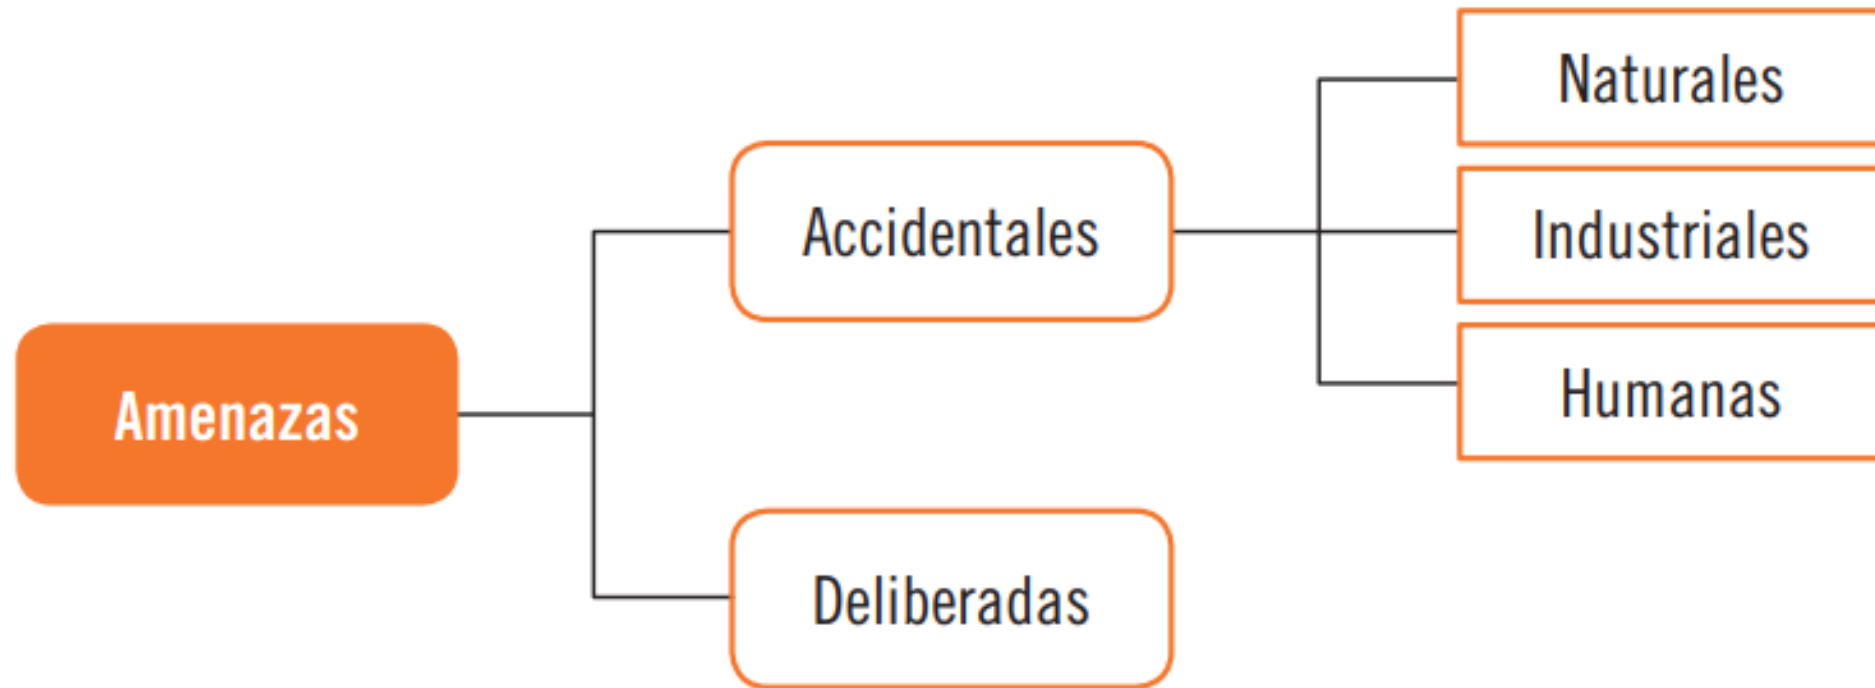 Naturales
Accidentales
Industriales
Humanas
Amenazas
Deliberadas